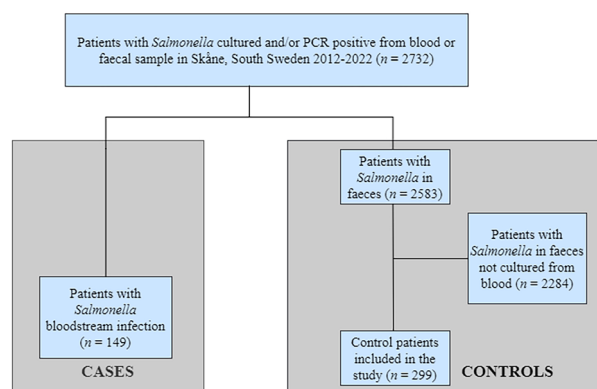 Patients with Salmonella cultured and/or PCR positive from blood or
faecal sample in Skåne, South Sweden 2012-2022 (n = 2732)
Patients with
Salmonella
bloodstream infection
(n = 149)
CASES
Patients with
Salmonella in
faeces (n = 2583)
Patients with
Salmonella in faeces
not cultured from
blood (n = 2284)
Control patients
included in the
study (n = 299)
CONTROLS